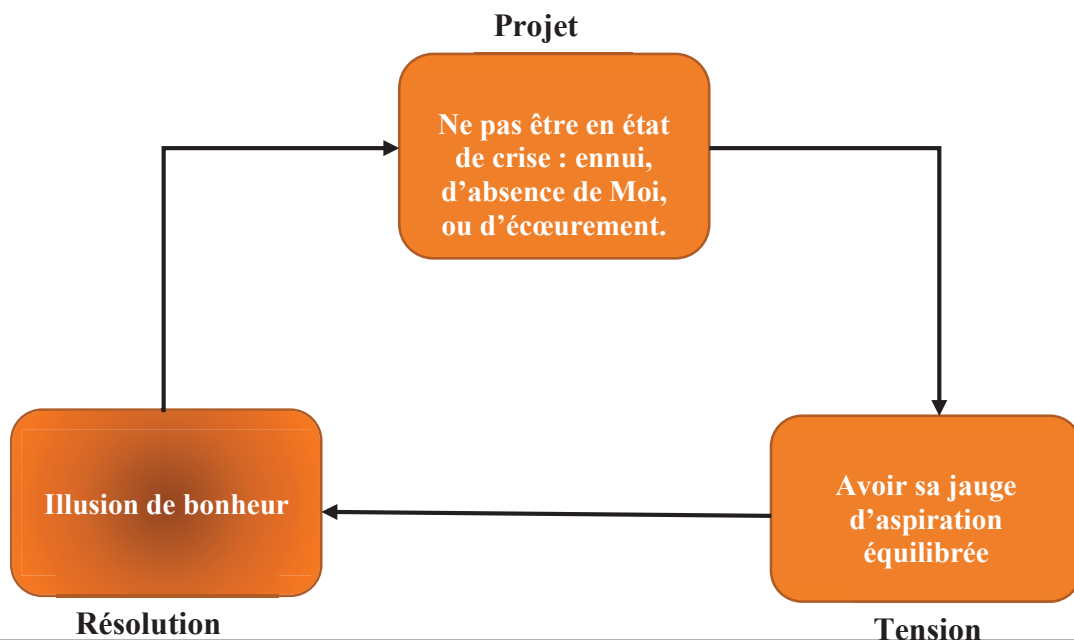 Projet
Ne pas être en état
de crise : ennui,
d’absence de Moi,
ou d’écœurement.
Illusion de bonheur
Avoir sa jauge
d’aspiration
équilibrée
Résolution
Tension